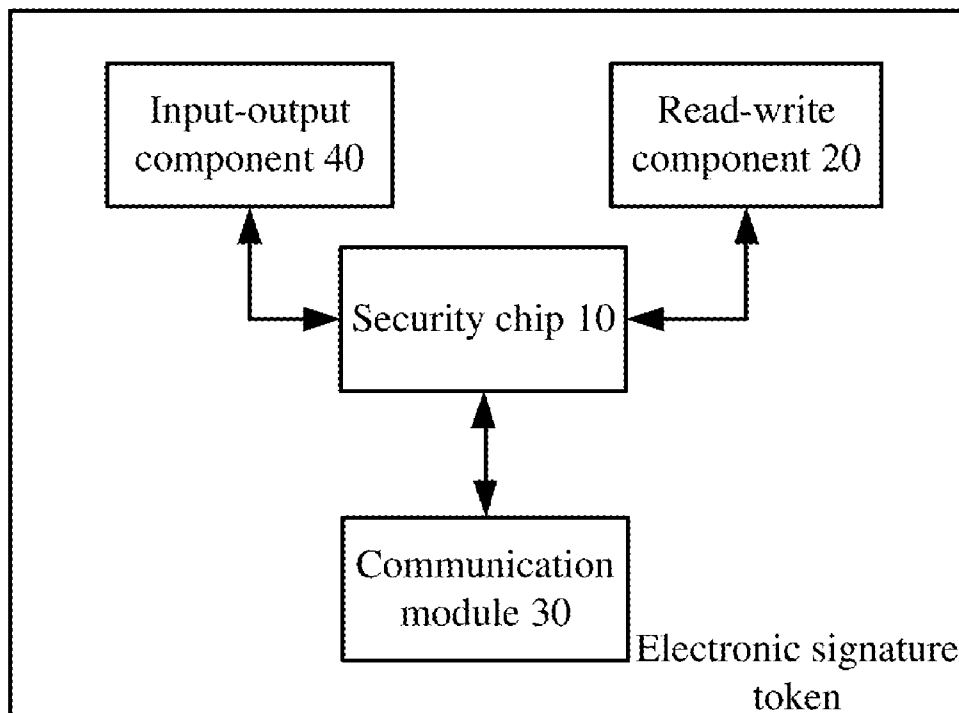 Input-output
component 40
Read-write
component 20
Security chip 10
Communication
module 30
Electronic signature
token